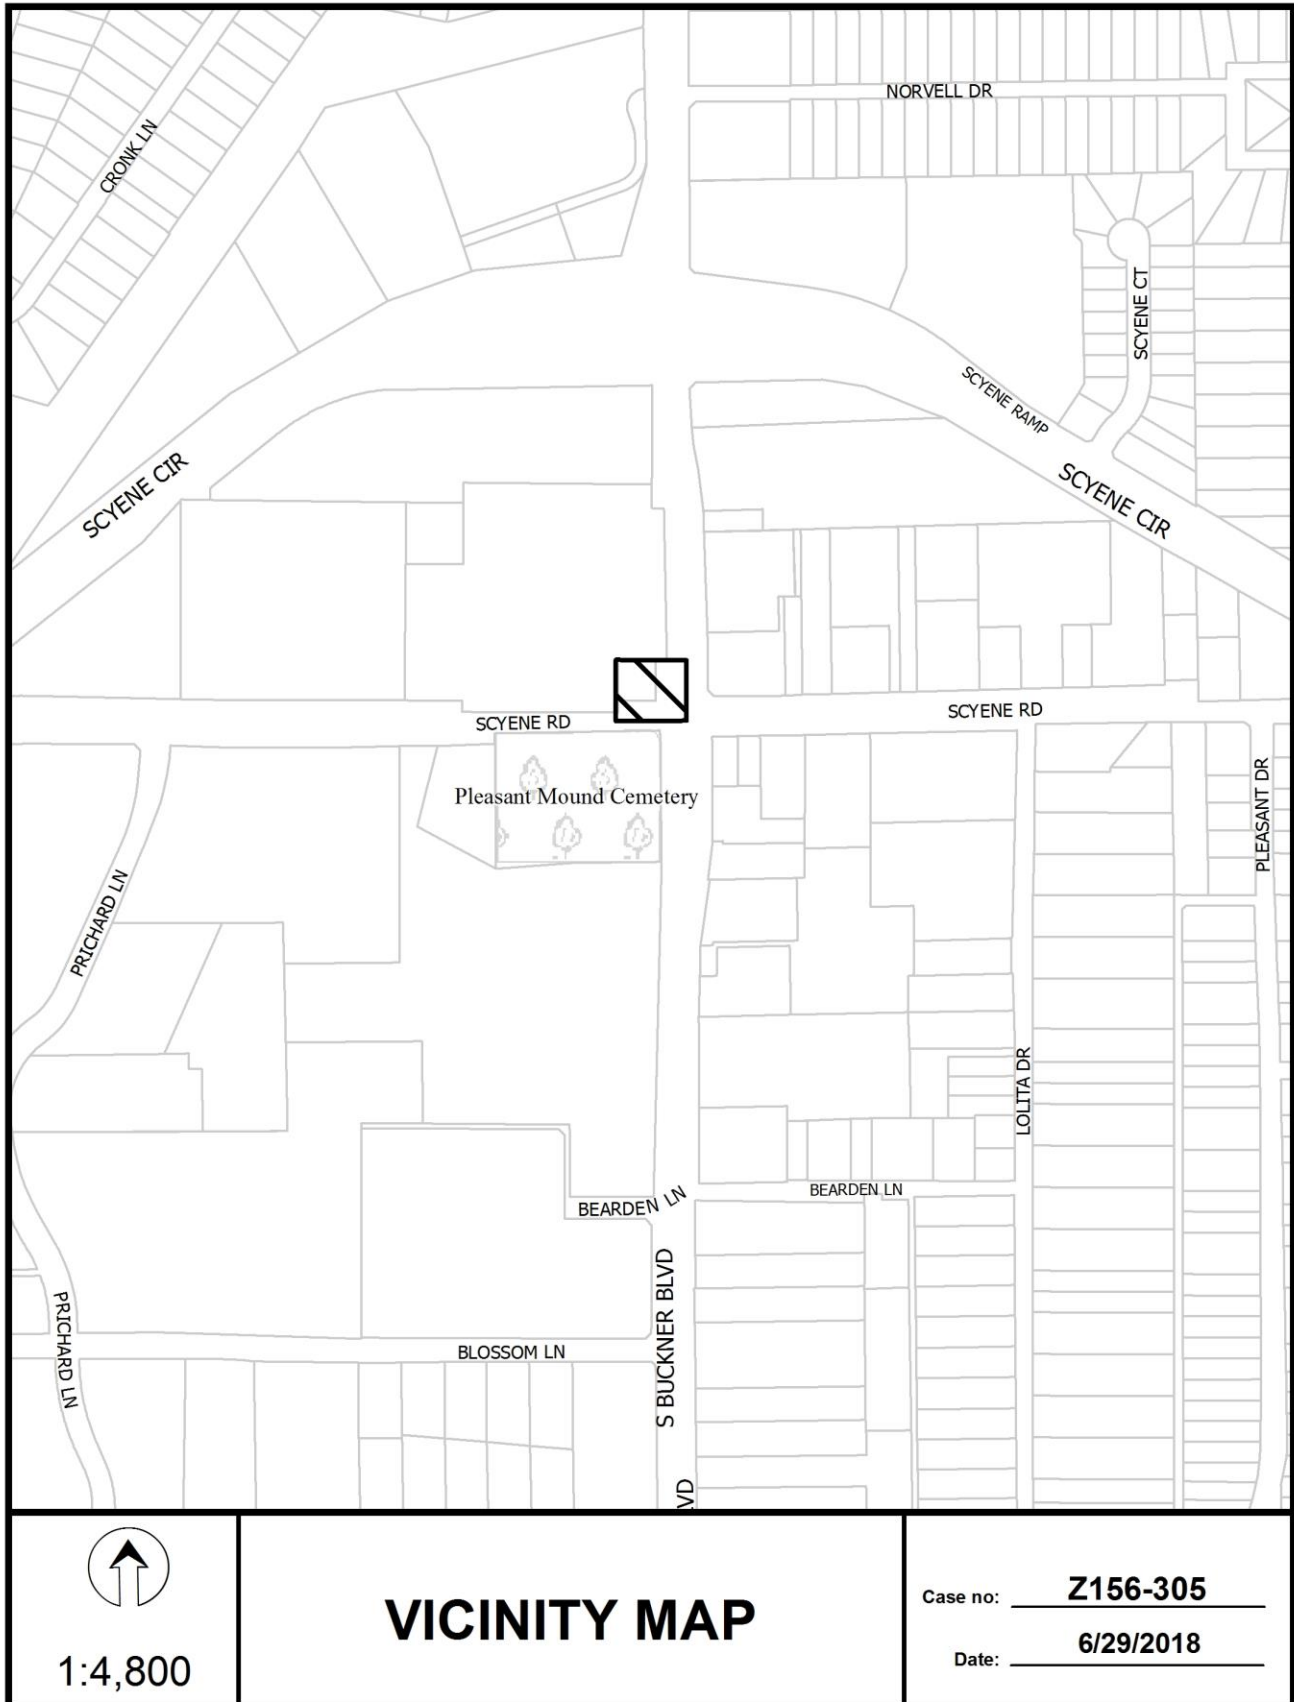 NORVELL DR
CRONK LN
SCYENE CT
SCYENE RAMP
SCYENE CIR
SCYENE CIR
SCYENE RD
SCYENE RD
Pleasant Mound Cemetery
PLEASANT DR
PRICHARD LN
LOLITA DR
BEARDEN LN
BEARDEN LN
S BUCKNER BLVD
PRICHARD LN
BLOSSOM LN
VD
1:4,800
VICINITY MAP
Case no: Z156-305
Date: 6/29/2018